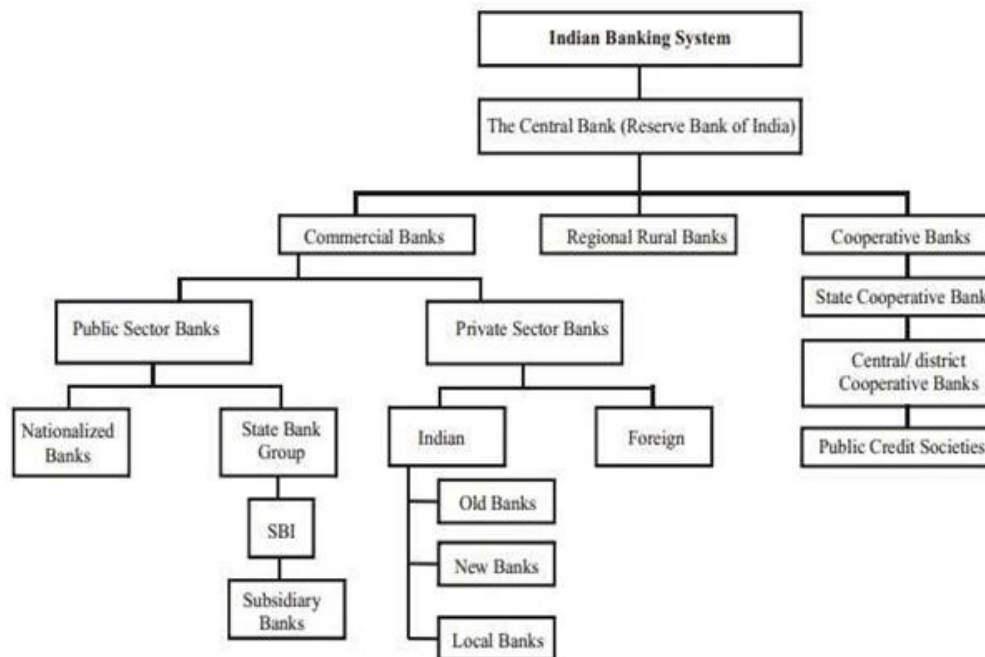 Indian Banking System
The Central Bank (Reserve Bank of India)
Commercial Banks
Regional Rural Banks
Cooperative Banks
State Cooperative Bank
Public Sector Banks
Private Sector Banks
Central/ district
Cooperative Banks
Nationalized
Banks
State Bank
Group
Indian
Foreign
Public Credit Societies
Old Banks
SBI
New Banks
Subsidiary
Banks
Local Banks